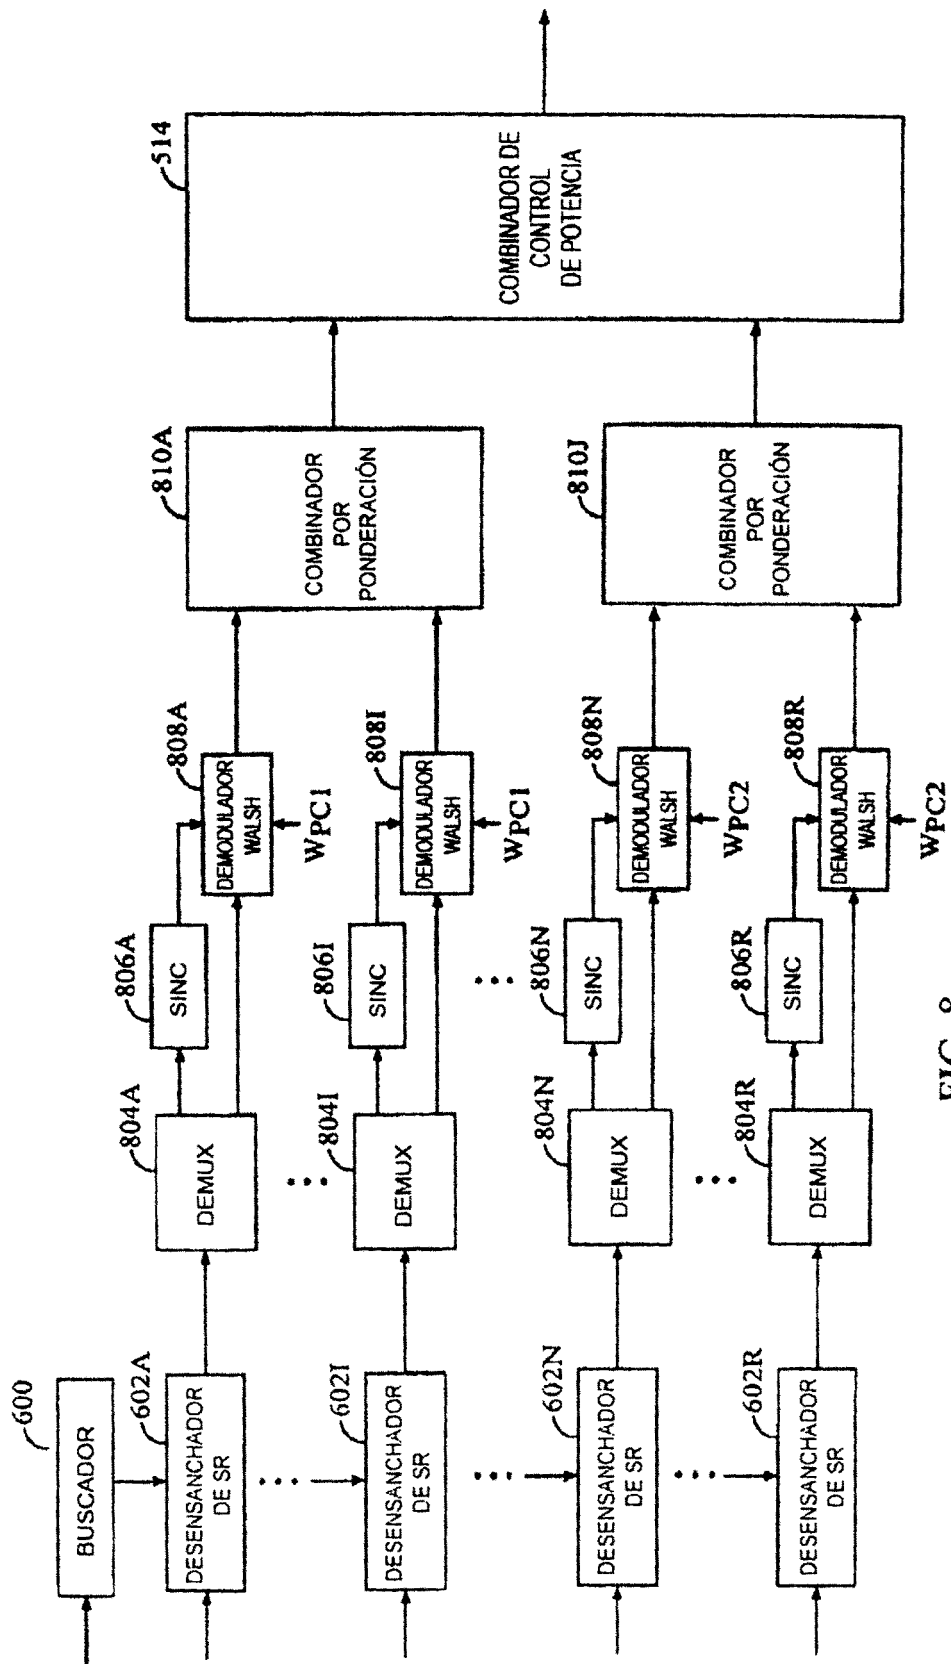 600
BUSCADOR
602A
DESENSANCHADOR
DE SR
804A
DEMUX
806A
SINC
808A
DEMODULADOR
WALSH
WPC1
810A
COMBINADOR
POR
PONDERACIÓN
514
COMBINADOR DE
CONTROL
DE POTENCIA
602I
DESENSANCHADOR
DE SR
804I
DEMUX
806I
SINC
808I
DEMODULADOR
WALSH
WPC1
602N
DESENSANCHADOR
DE SR
804N
DEMUX
806N
SINC
808N
DEMODULADOR
WALSH
WPC2
810J
COMBINADOR
POR
PONDERACIÓN
602R
DESENSANCHADOR
DE SR
804R
DEMUX
806R
SINC
808R
DEMODULADOR
WALSH
WPC2
FIG. 8